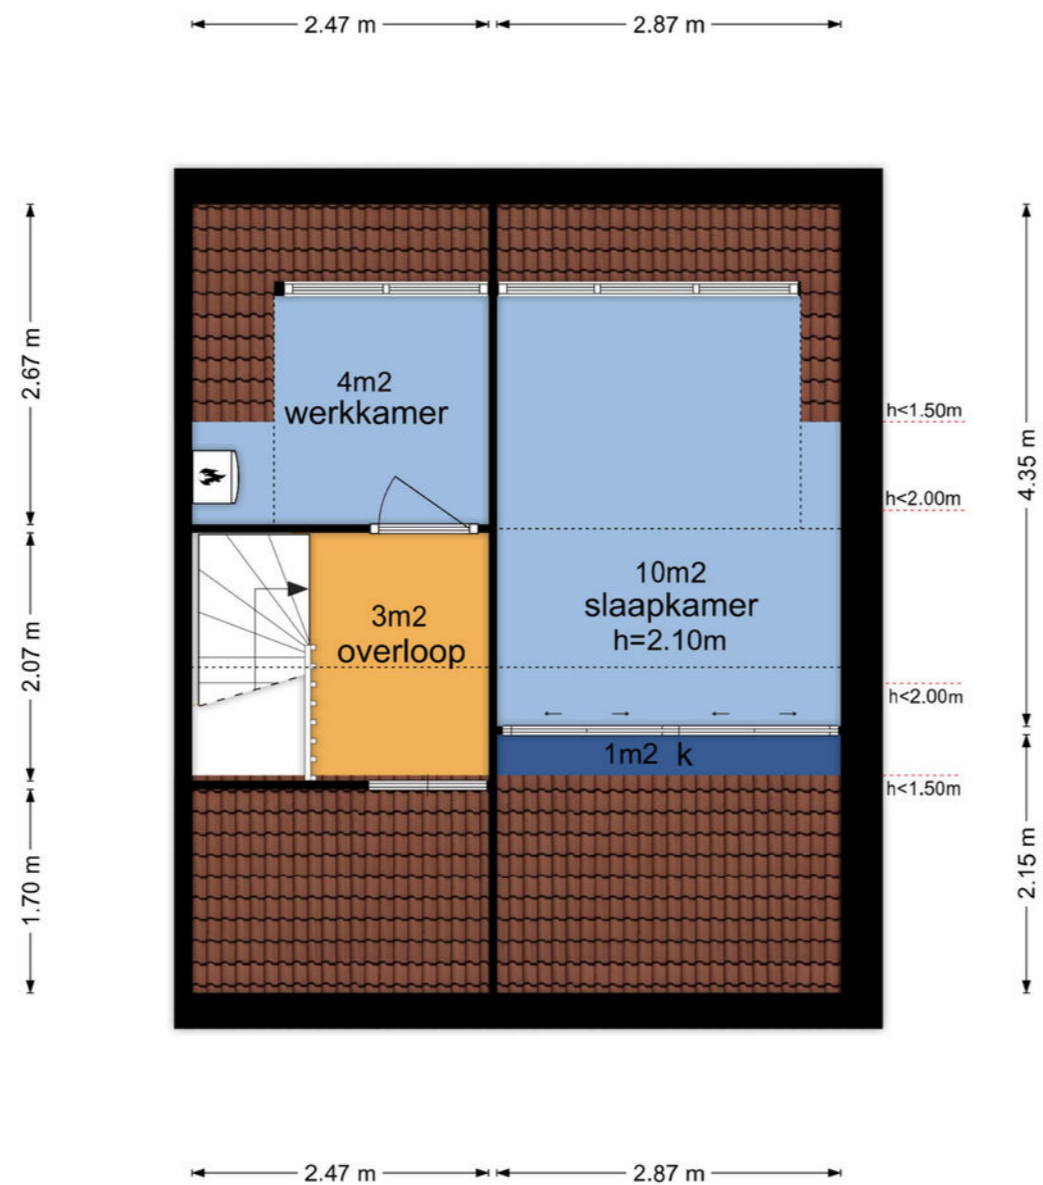 2.47 m
2.87 m
2.67 m
2.07 m
1.70 m
4m2
werkkamer
3m2
overloop
10m2
slaapkamer
h=2.10m
1m2 k
h<1.50m
h<2.00m
h<2.00m
h<1.50m
4.35 m
2.15 m
2.47 m
2.87 m